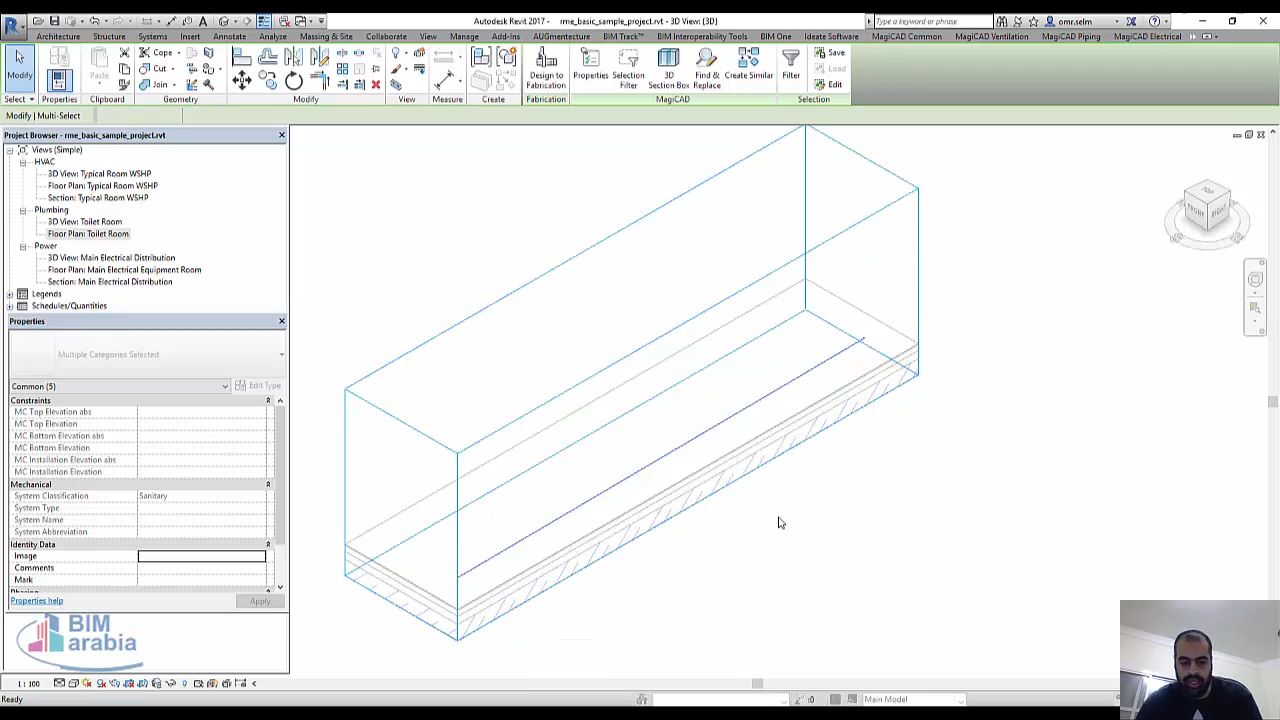 Autodesk Revit 2017 - rme_basic_sample_project.rvt - 3D View: {3D}
Type a keyword or phrase
omr.selm
Architecture Structure Systems Insert Annotate Analyze Massing & Site Collaborate View Manage Add-Ins AUGmentecture BIM Track™ BIM Interoperability Tools BIM One Ideate Software MagiCAD Common MagiCAD Ventilation MagiCAD Piping MagiCAD Electrical
Modify
Paste
Cope
Cut
Join
Design to Fabrication
Properties
Selection Filter
3D Section Box
Find & Replace
Create Similar
Filter
Save
Load
Edit
Select Properties Clipboard Geometry Modify View Measure Create Fabrication MagiCAD Selection
Modify | Multi-Select
Project Browser - rme_basic_sample_project.rvt
Views (Simple)
HVAC
3D View: Typical Room WSHP
Floor Plan: Typical Room WSHP
Section: Typical Room WSHP
Plumbing
3D View: Toilet Room
Floor Plan: Toilet Room
Power
3D View: Main Electrical Distribution
Floor Plan: Main Electrical Equipment Room
Section: Main Electrical Distribution
Legends
Schedules/Quantities
Properties
Multiple Categories Selected
Common (5)
Edit Type
Constraints
MC Top Elevation abs
MC Top Elevation
MC Bottom Elevation abs
MC Bottom Elevation
MC Installation Elevation abs
MC Installation Elevation
Mechanical
System Classification Sanitary
System Type
System Name
System Abbreviation
Identity Data
Image
Comments
Mark
Properties help
Apply
BIM
arabia
1 : 100
Ready
:0
Main Model
TOP
FRONT
RIGHT